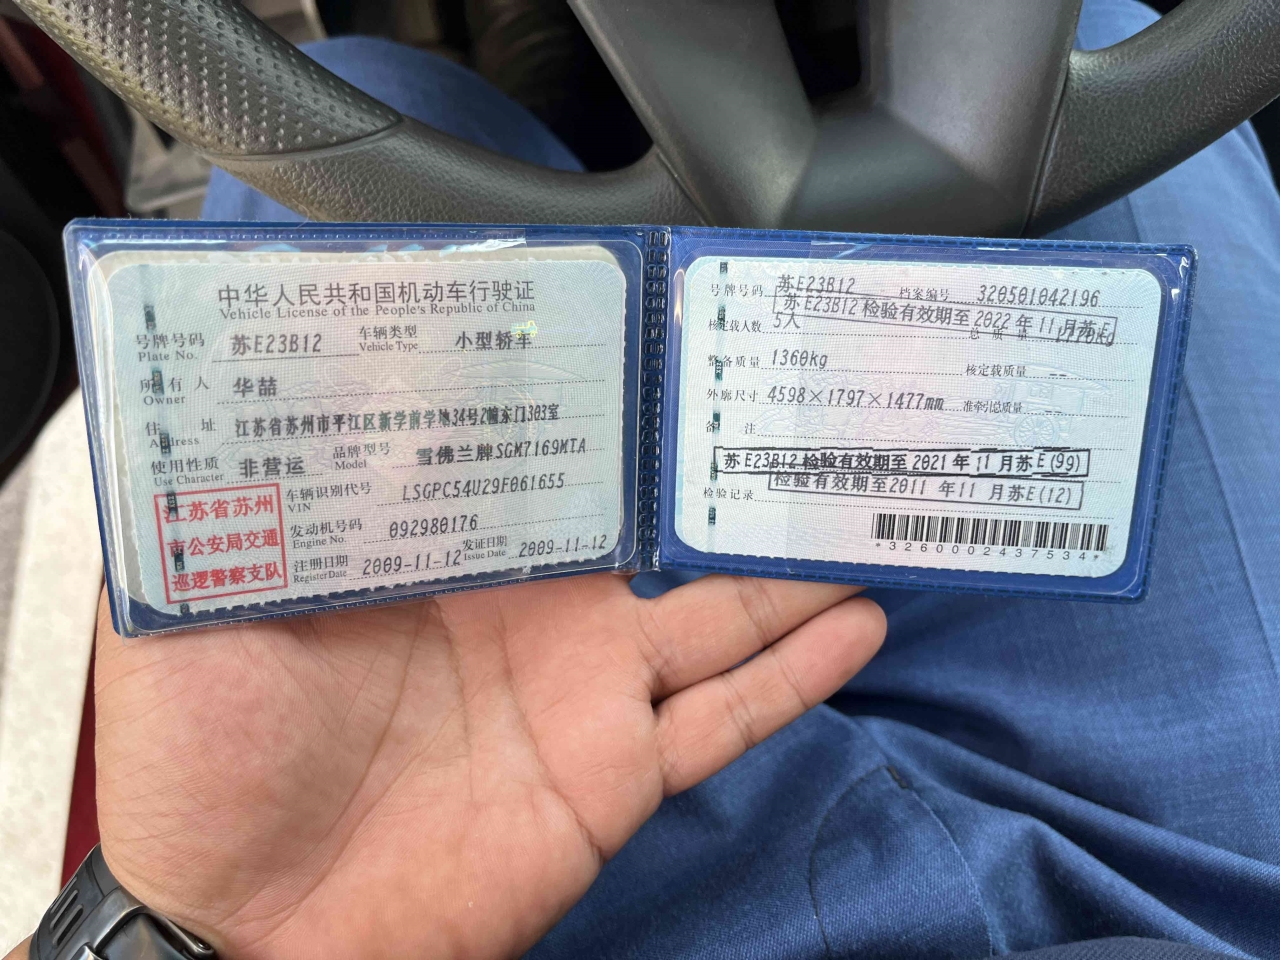 中华人民共和国机动车行驶证
Vehicle License of the People's Republic of China
号牌号码 苏E23B12 车辆类型 小型轿车
Plate No. Vehicle Type
所有人 华喆
Owner
住址 江苏省苏州市平江区新学前学地34号2幢东门303室
Address
使用性质 非营运 品牌型号 雪佛兰牌SGM7169MTA
Use Character Model
江苏省苏州
市公安局交通
巡逻警察支队
车辆识别代号 LSGPC54U29F061655
VIN
发动机号码 092980176
Engine No.
注册日期 2009-11-12 发证日期 2009-11-12
Register Date Issue Date
号牌号码 苏E23B12 档案编号 320501042196
苏E23B12 检验有效期至 2022 年 11 月苏E
核定载人数 5人 总质量
整备质量 1360kg 核定载质量 --
外廓尺寸 4598×1797×1477mm 准牵引总质量 --
备注
苏E23B12 检验有效期至 2021 年 11 月苏E(99)
检验有效期至2011 年11 月苏E(12)
检验记录
*3260002437534*